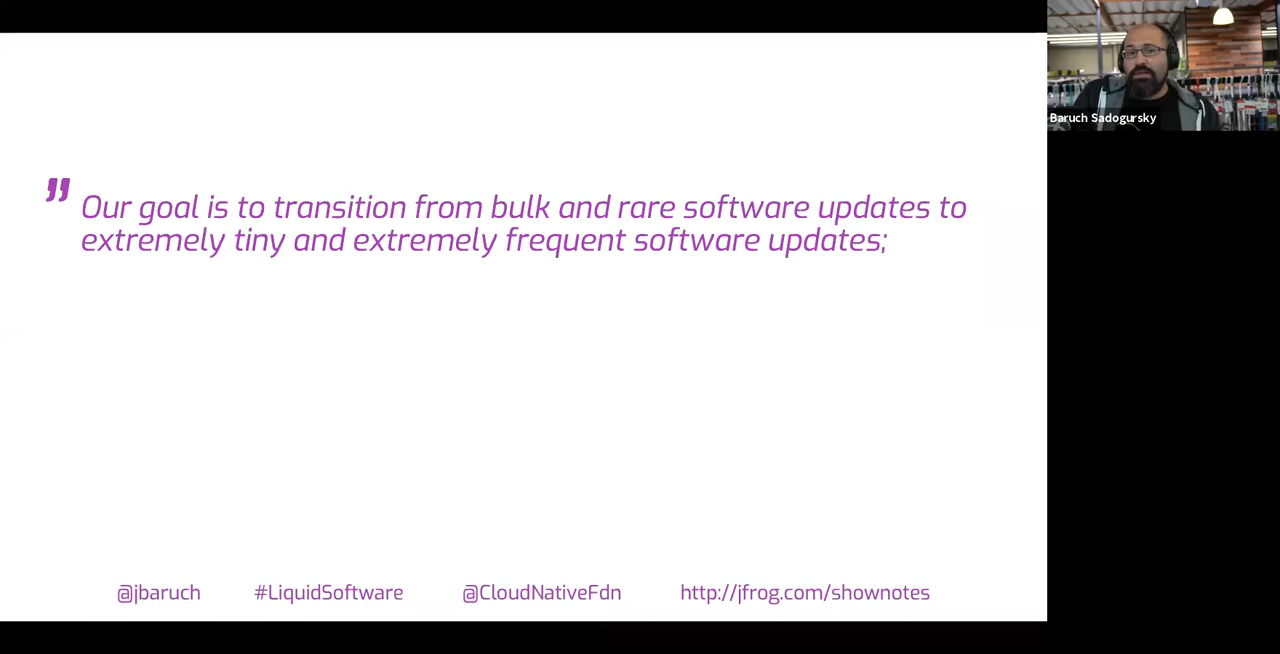 ” Our goal is to transition from bulk and rare software updates to
extremely tiny and extremely frequent software updates;
@jbaruch #LiquidSoftware @CloudNativeFdn http://jfrog.com/shownotes
Baruch Sadogursky